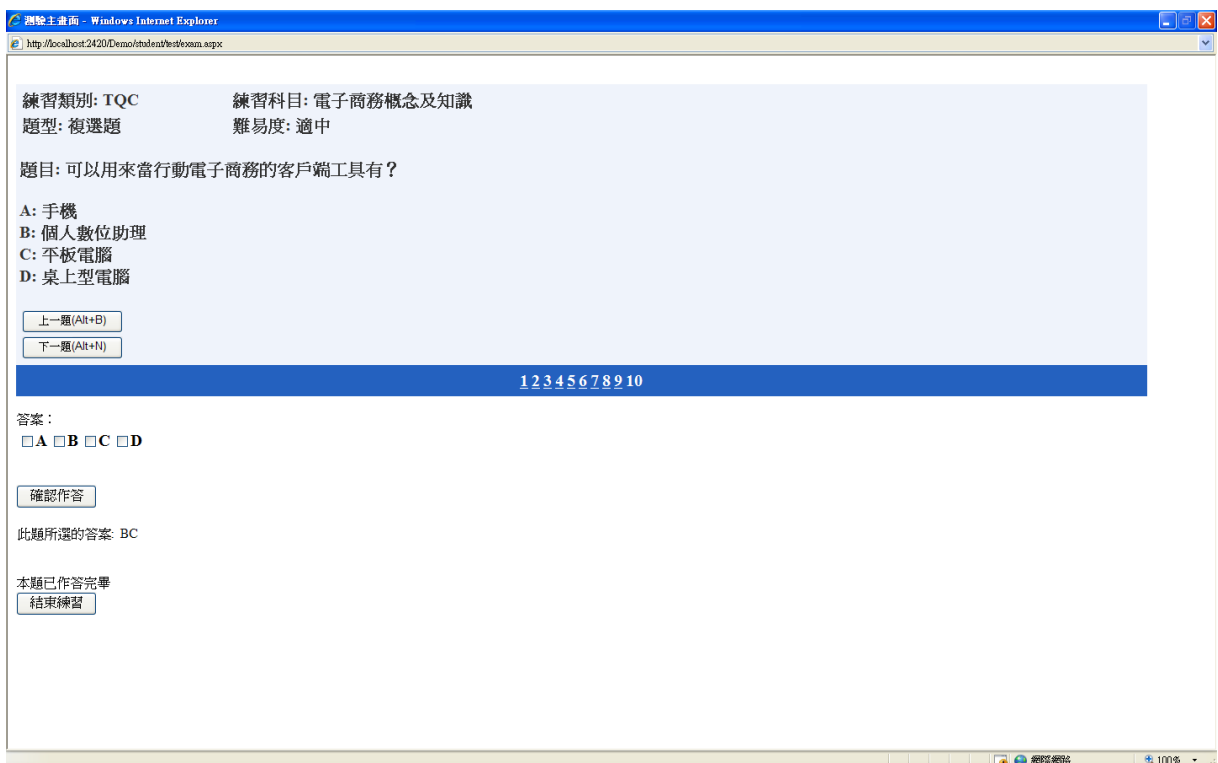 測驗主畫面 - Windows Internet Explorer
http://localhost:2420/Demo/student/test/exam.aspx
練習類別: TQC 練習科目: 電子商務概念及知識
題型: 複選題 難易度: 適中
題目: 可以用來當行動電子商務的客戶端工具有？
A: 手機
B: 個人數位助理
C: 平板電腦
D: 桌上型電腦
上一題(Alt+B)
下一題(Alt+N)
1 2 3 4 5 6 7 8 9 10
答案：
A B C D
確認作答
此題所選的答案: BC
本題已作答完畢
結束練習
網際網路 100%